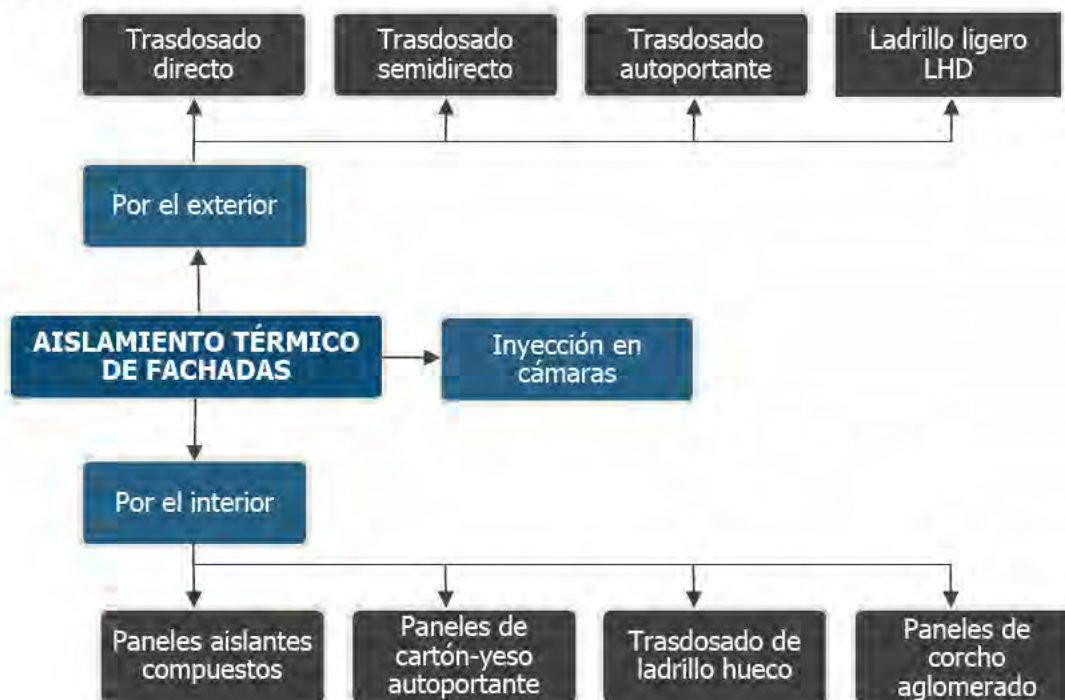 Trasdosado
directo
Trasdosado
semidirecto
Trasdosado
autoportante
Ladrillo ligero
LHD
Por el exterior
AISLAMIENTO TÉRMICO
DE FACHADAS
Inyección en
cámaras
Por el interior
Paneles aislantes
compuestos
Paneles de
cartón-yeso
autoportante
Trasdosado de
ladrillo hueco
Paneles de
corcho
aglomerado